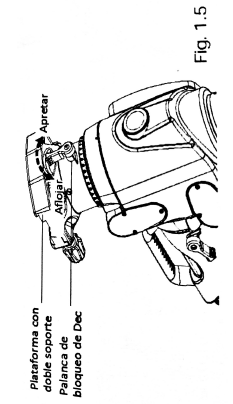 Plataforma con
doble soporte
Palanca de
bloqueo de Dec
Aflojar
Apretar
Fig. 1.5